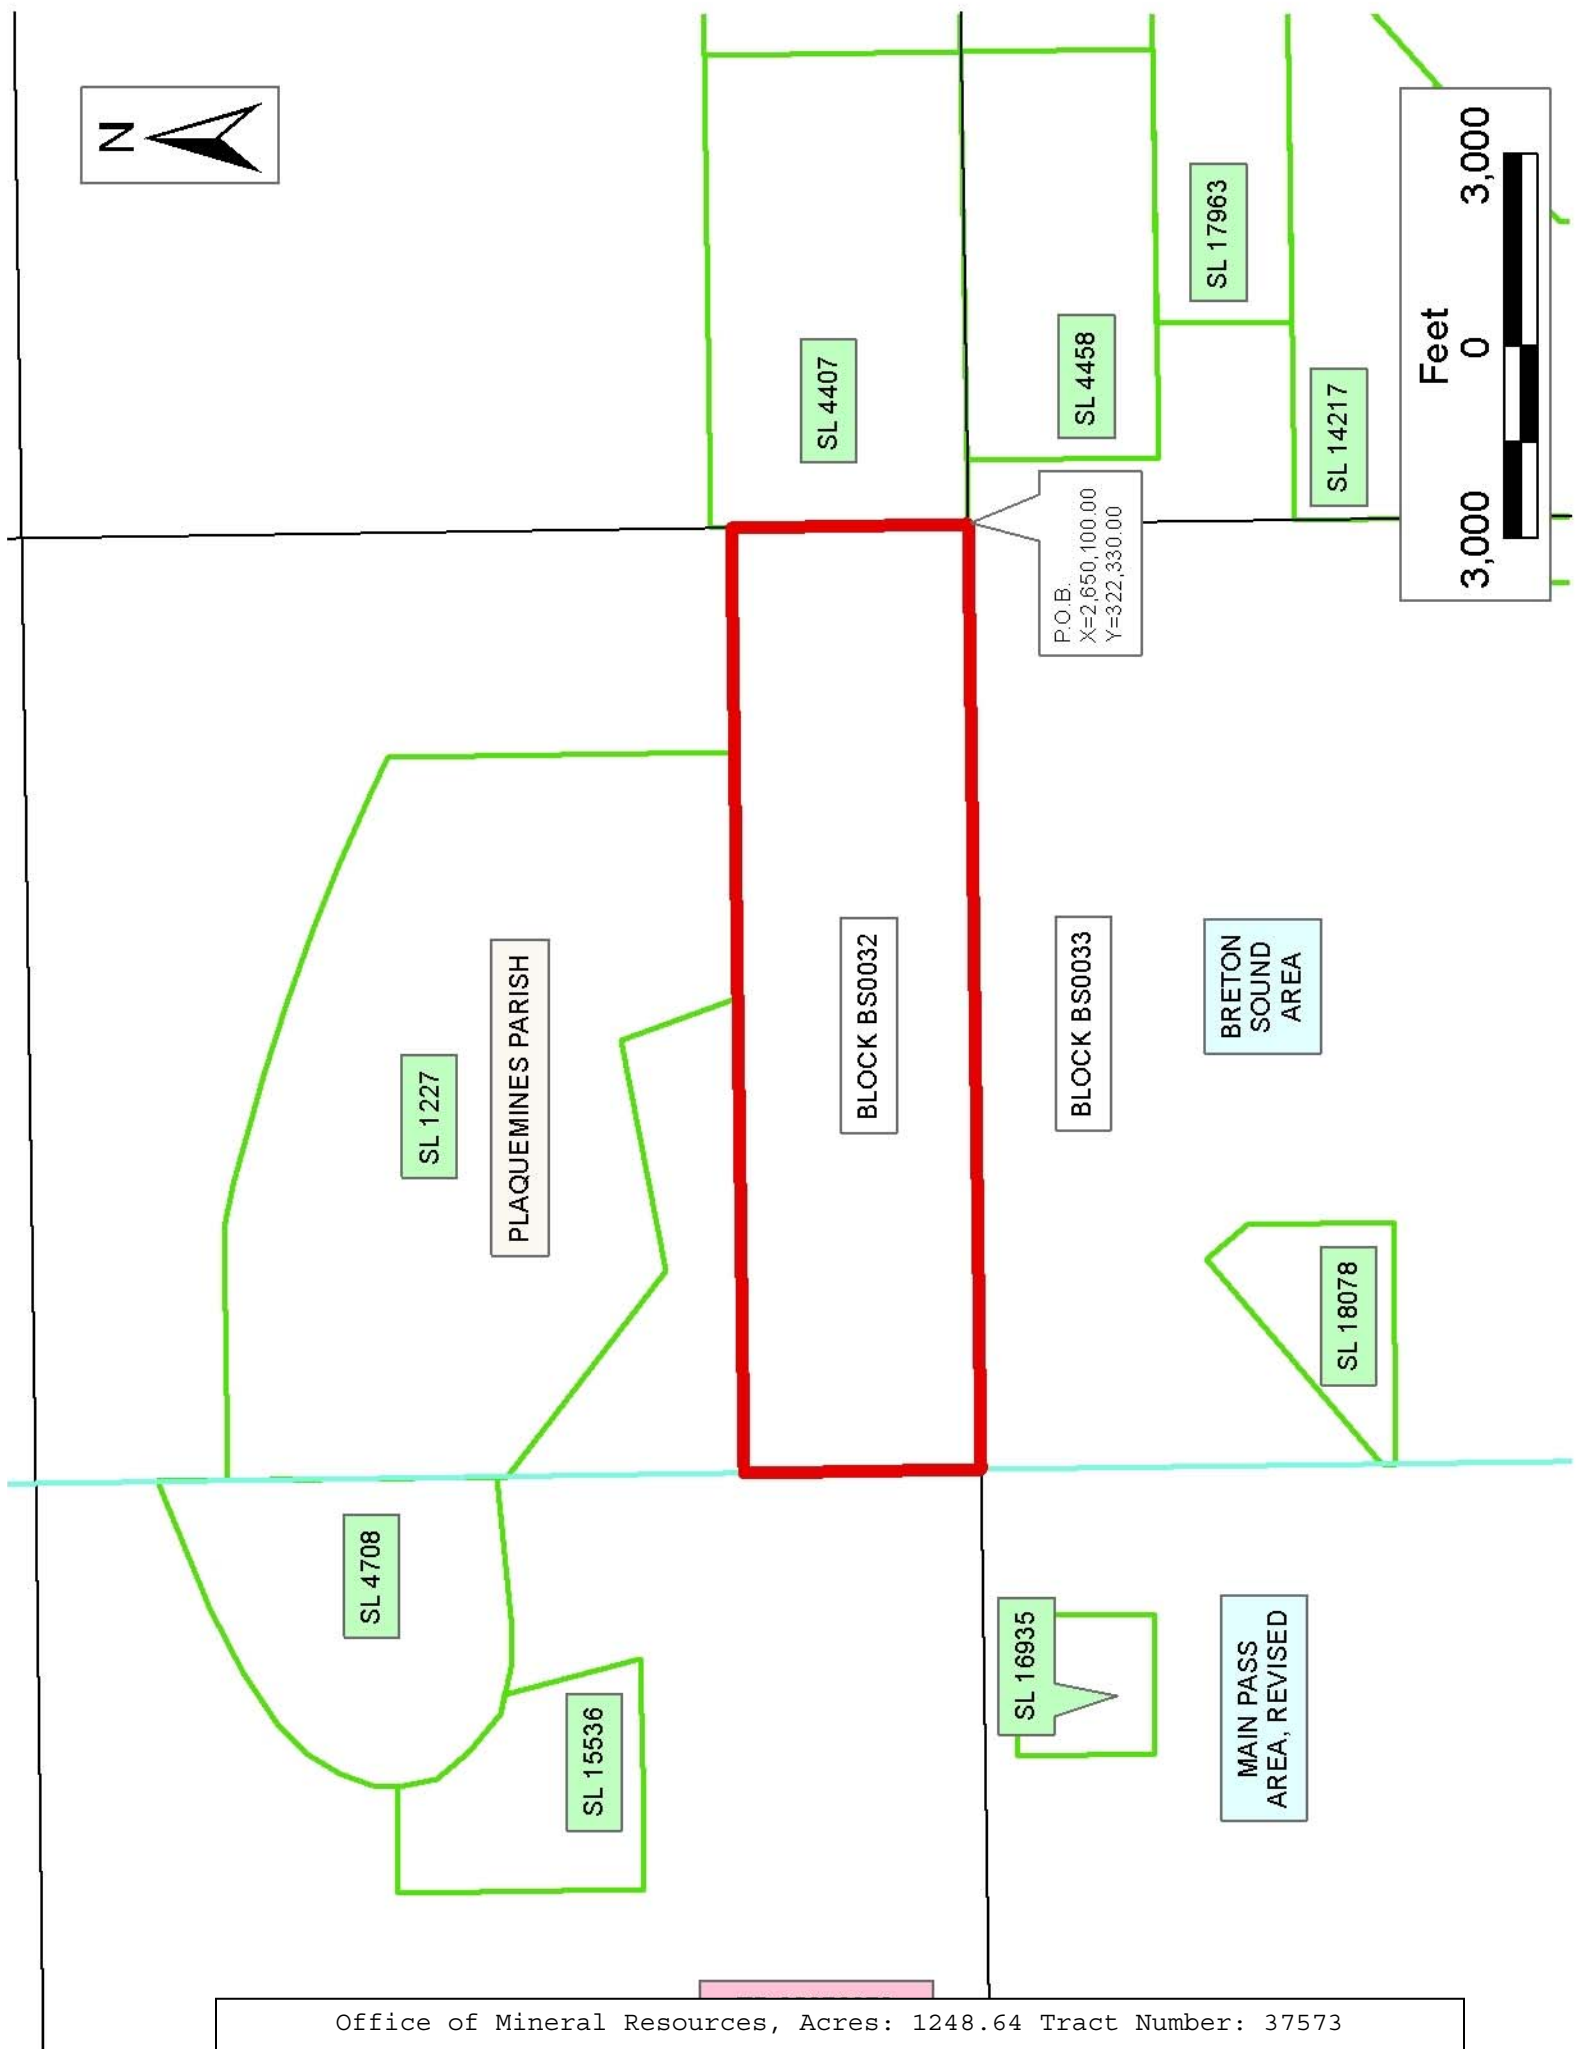 N
SL 4407
SL 4458
SL 17963
SL 14217
Feet
3,000 0 3,000
P.O.B.
X=2,650,100.00
Y=322,330.00
SL 1227
PLAQUEMINES PARISH
BLOCK BS0032
BLOCK BS0033
BRETON
SOUND
AREA
SL 18078
SL 4708
SL 15536
SL 16935
MAIN PASS
AREA, REVISED
Office of Mineral Resources, Acres: 1248.64 Tract Number: 37573